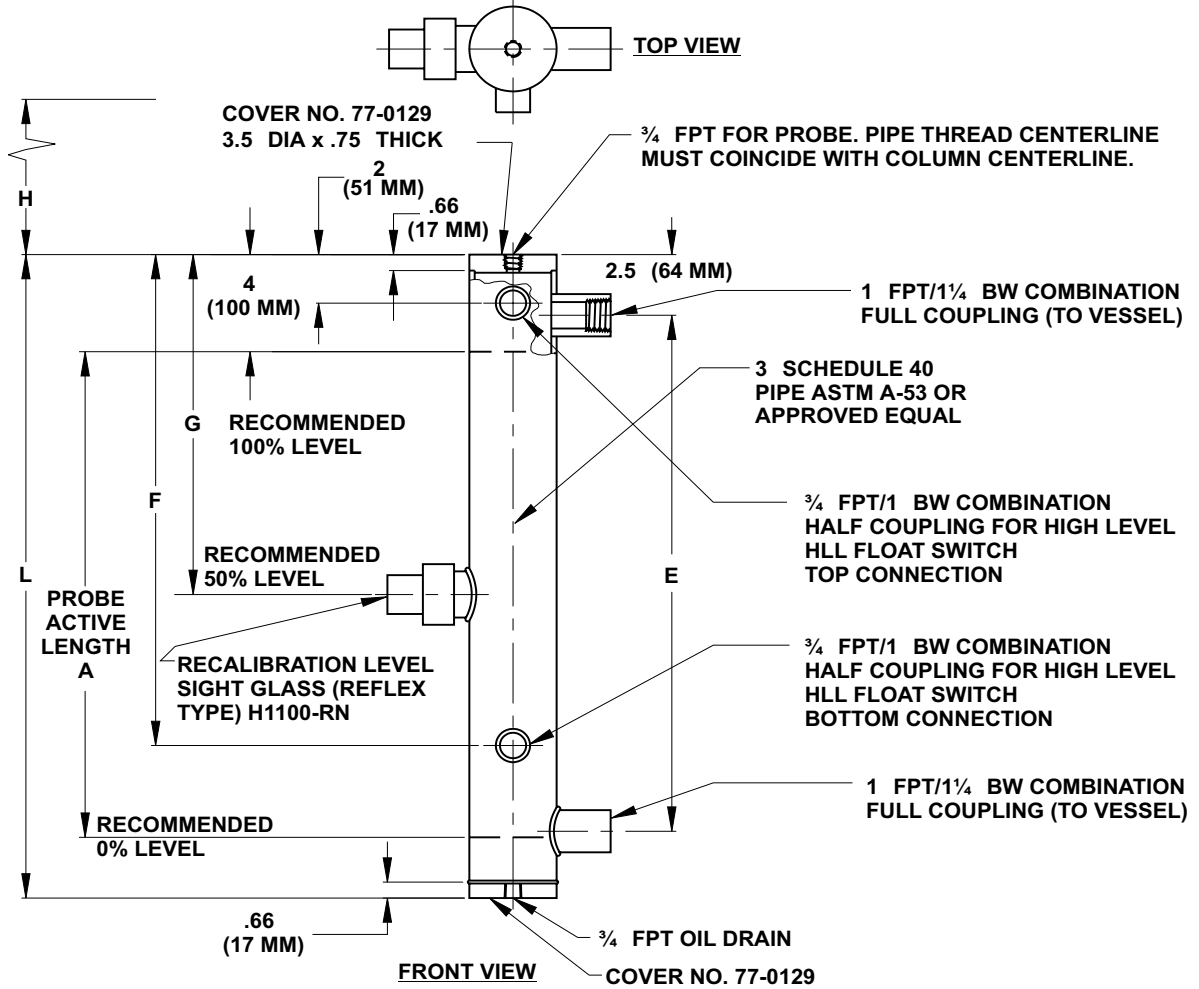 TOP VIEW
COVER NO. 77-0129
3.5 DIA x .75 THICK
¾ FPT FOR PROBE. PIPE THREAD CENTERLINE
MUST COINCIDE WITH COLUMN CENTERLINE.
2
(51 MM)
H
.66
(17 MM)
2.5 (64 MM)
4
(100 MM)
1 FPT/1¼ BW COMBINATION
FULL COUPLING (TO VESSEL)
3 SCHEDULE 40
PIPE ASTM A-53 OR
APPROVED EQUAL
G
RECOMMENDED
100% LEVEL
F
¾ FPT/1 BW COMBINATION
HALF COUPLING FOR HIGH LEVEL
HLL FLOAT SWITCH
TOP CONNECTION
RECOMMENDED
50% LEVEL
L
E
PROBE
ACTIVE
LENGTH
A
RECALIBRATION LEVEL
SIGHT GLASS (REFLEX
TYPE) H1100-RN
¾ FPT/1 BW COMBINATION
HALF COUPLING FOR HIGH LEVEL
HLL FLOAT SWITCH
BOTTOM CONNECTION
1 FPT/1¼ BW COMBINATION
FULL COUPLING (TO VESSEL)
RECOMMENDED
0% LEVEL
.66
(17 MM)
¾ FPT OIL DRAIN
FRONT VIEW
COVER NO. 77-0129